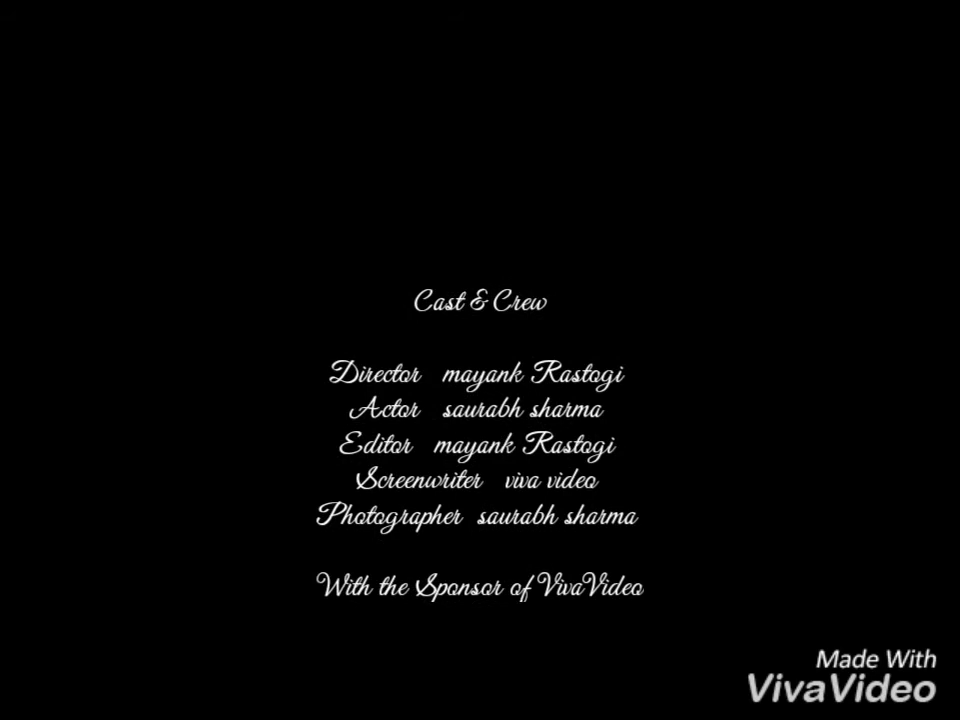 Cast & Crew
Director mayank Rastogi
Actor saurabh sharma
Editor mayank Rastogi
Screenwriter viva video
Photographer saurabh sharma
With the Sponsor of VivaVideo
Made With
VivaVideo